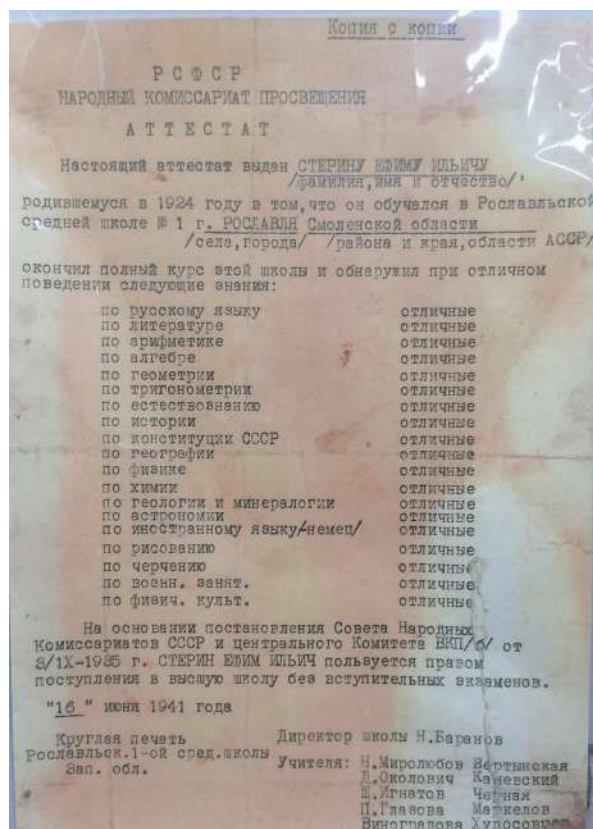 Копия с копии
РСФСР
НАРОДНЫЙ КОМИССАРИАТ ПРОСВЕЩЕНИЯ
АТТЕСТАТ
Настоящий аттестат выдан СТЕРИНУ ЕФИМУ ИЛЬИЧУ
/фамилия,имя и отчество/
родившемуся в 1924 году в том,что он обучался в Рославльской
средней школе № 1 г. РОСЛАВЛЯ Смоленской области
/села,города/ /района и края,области АССР/
окончил полный курс этой школы и обнаружил при отличном
поведении следующие знания:
по русскому языку отличные
по литературе отличные
по арифметике отличные
по алгебре отличные
по геометрии отличные
по тригонометрии отличные
по естествознанию отличные
по истории отличные
по конституции СССР отличные
по географии отличные
по физике отличные
по химии отличные
по геологии и минералогии отличные
по астрономии отличные
по иностранному языку/немец/ отличные
по рисованию отличные
по черчению отличные
по военн. занят. отличные
по физич. культ. отличные
На основании постановления Совета Народных
Комиссариатов СССР и центрального Комитета ВКП/б/ от
3/1X-1935 г. СТЕРИН ЕФИМ ИЛЬИЧ пользуется правом
поступления в высшую школу без вступительных экзаменов.
"16 " июня 1941 года
Круглая печать Директор школы Н.Баранов
Рославльск.1-ой сред.школы
Зап. обл. Учителя: Н.Миролюбов Вертынская
Околович Каневский
Игнатов Черная
П.Глазова Маркелов
Виноградова